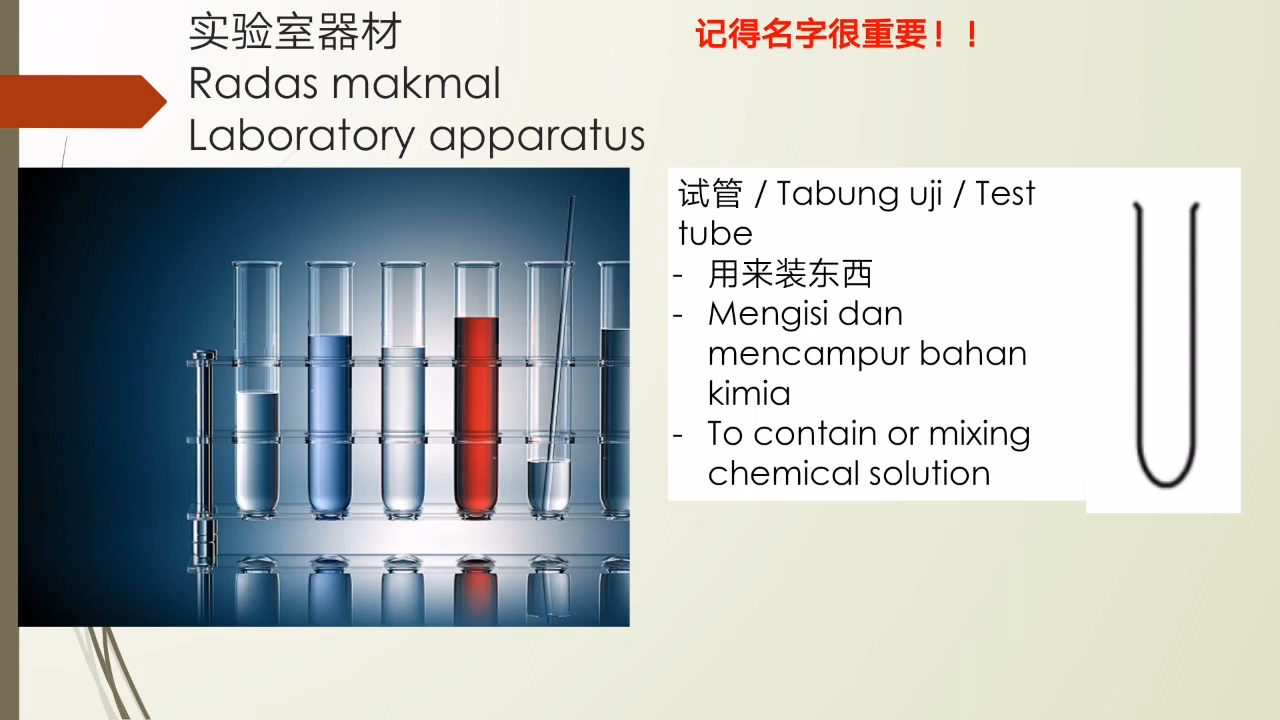 实验室器材
Radas makmal
Laboratory apparatus
记得名字很重要！！
试管 / Tabung uji / Test
tube
- 用来装东西
- Mengisi dan
mencampur bahan
kimia
- To contain or mixing
chemical solution